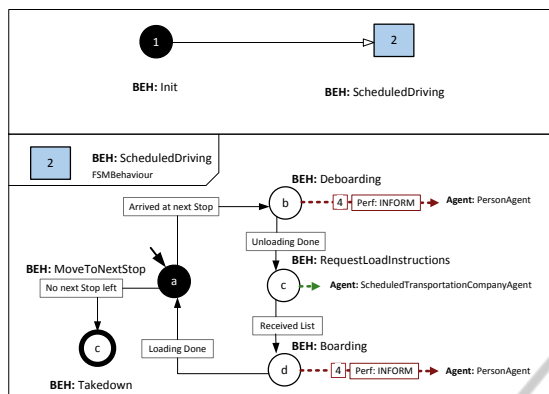 1
2
BEH: Init
BEH: ScheduledDriving
2
BEH: ScheduledDriving
FSMBehaviour
BEH: Deboarding
Arrived at next Stop
b
4
Perf: INFORM
Agent: PersonAgent
Unloading Done
BEH: RequestLoadInstructions
BEH: MoveToNextStop
a
No next Stop left
c
Agent: ScheduledTransportationCompanyAgent
Received List
c
Loading Done
BEH: Boarding
d
4
Perf: INFORM
Agent: PersonAgent
BEH: Takedown